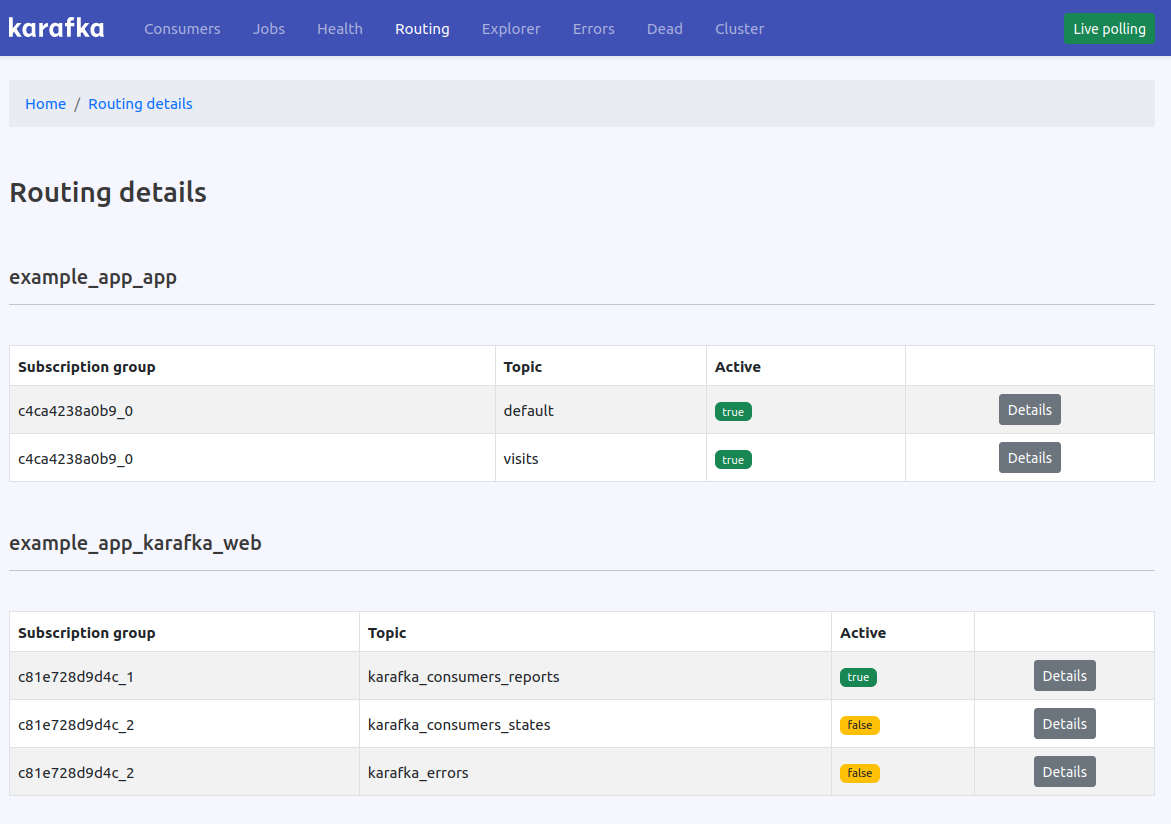 karafka Consumers Jobs Health Routing Explorer Errors Dead Cluster Live polling
Home / Routing details
Routing details
example_app_app
Subscription group Topic Active
c4ca4238a0b9_0 default true Details
c4ca4238a0b9_0 visits true Details
example_app_karafka_web
Subscription group Topic Active
c81e728d9d4c_1 karafka_consumers_reports true Details
c81e728d9d4c_2 karafka_consumers_states false Details
c81e728d9d4c_2 karafka_errors false Details